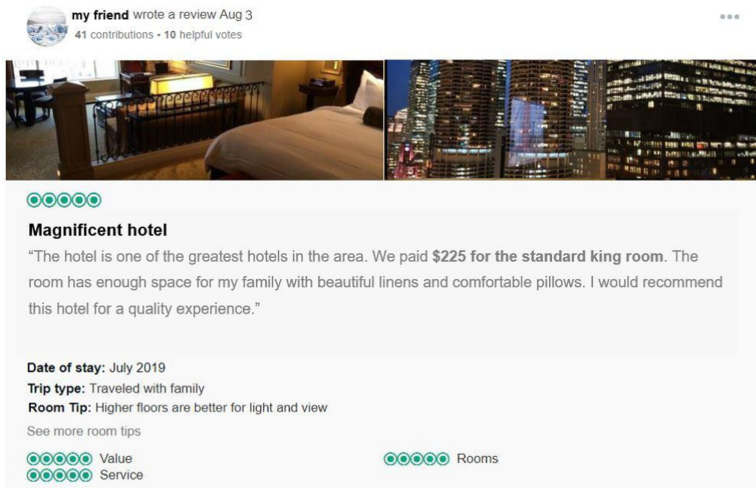 my friend wrote a review Aug 3
41 contributions • 10 helpful votes
Magnificent hotel
“The hotel is one of the greatest hotels in the area. We paid $225 for the standard king room. The
room has enough space for my family with beautiful linens and comfortable pillows. I would recommend
this hotel for a quality experience.”
Date of stay: July 2019
Trip type: Traveled with family
Room Tip: Higher floors are better for light and view
See more room tips
Value
Rooms
Service